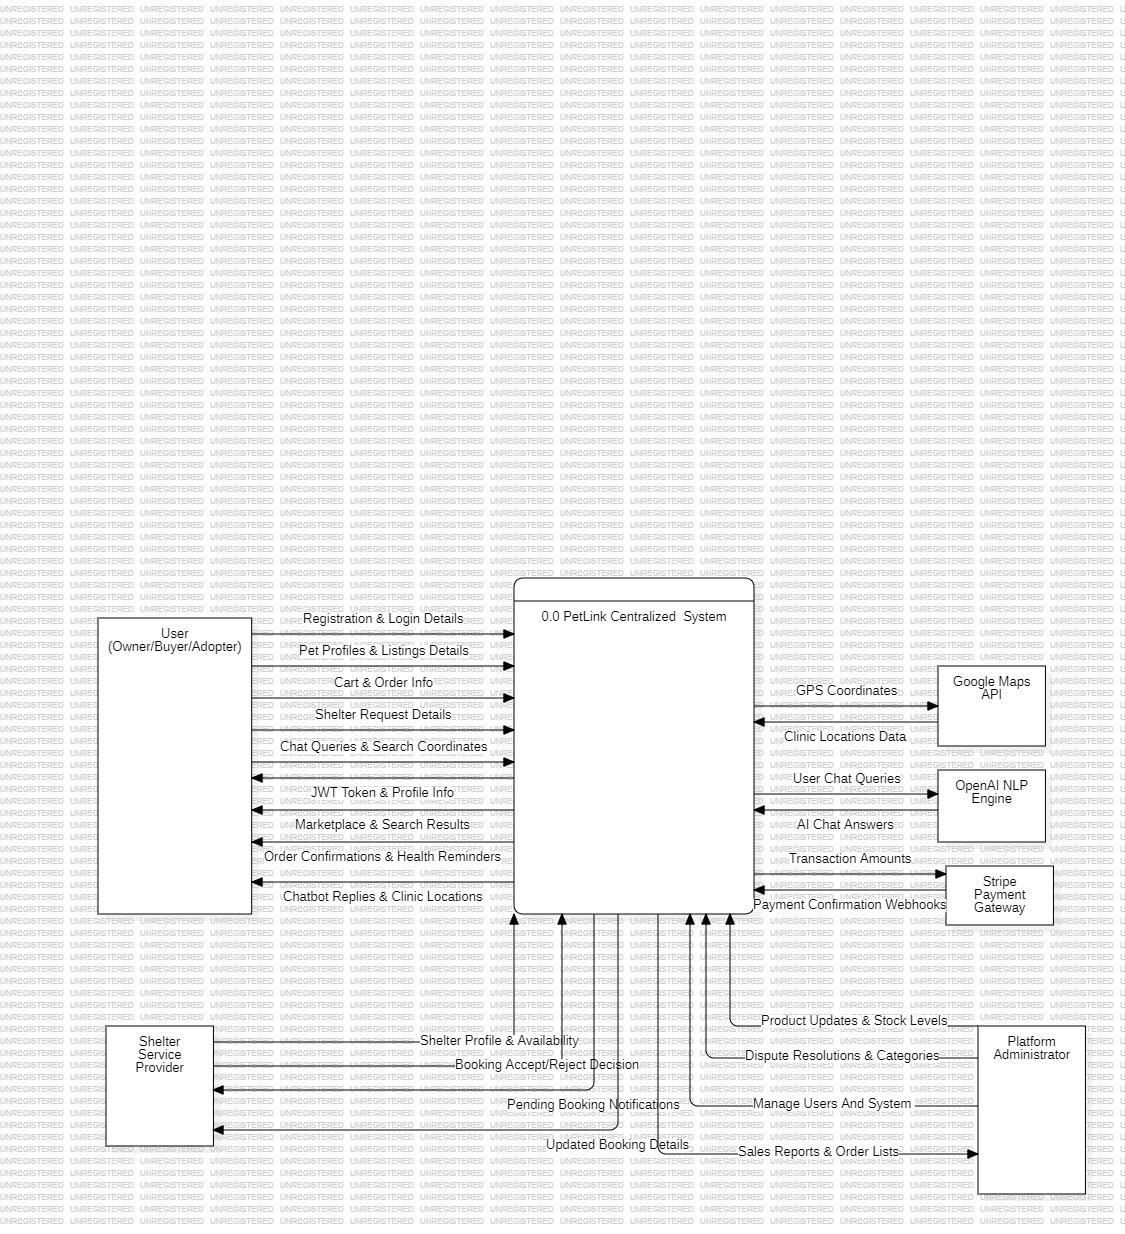 0.0 PetLink Centralized  System
User
(Owner/Buyer/Adopter)
Registration & Login Details
Pet Profiles & Listings Details
Cart & Order Info
Shelter Request Details
Chat Queries & Search Coordinates
JWT Token & Profile Info
Marketplace & Search Results
Order Confirmations & Health Reminders
Chatbot Replies & Clinic Locations
GPS Coordinates
Clinic Locations Data
Google Maps
API
User Chat Queries
AI Chat Answers
OpenAI NLP
Engine
Transaction Amounts
Payment Confirmation Webhooks
Stripe
Payment
Gateway
Shelter
Service
Provider
Shelter Profile & Availability
Booking Accept/Reject Decision
Pending Booking Notifications
Updated Booking Details
Product Updates & Stock Levels
Dispute Resolutions & Categories
Manage Users And System
Sales Reports & Order Lists
Platform
Administrator
UNREGISTERED